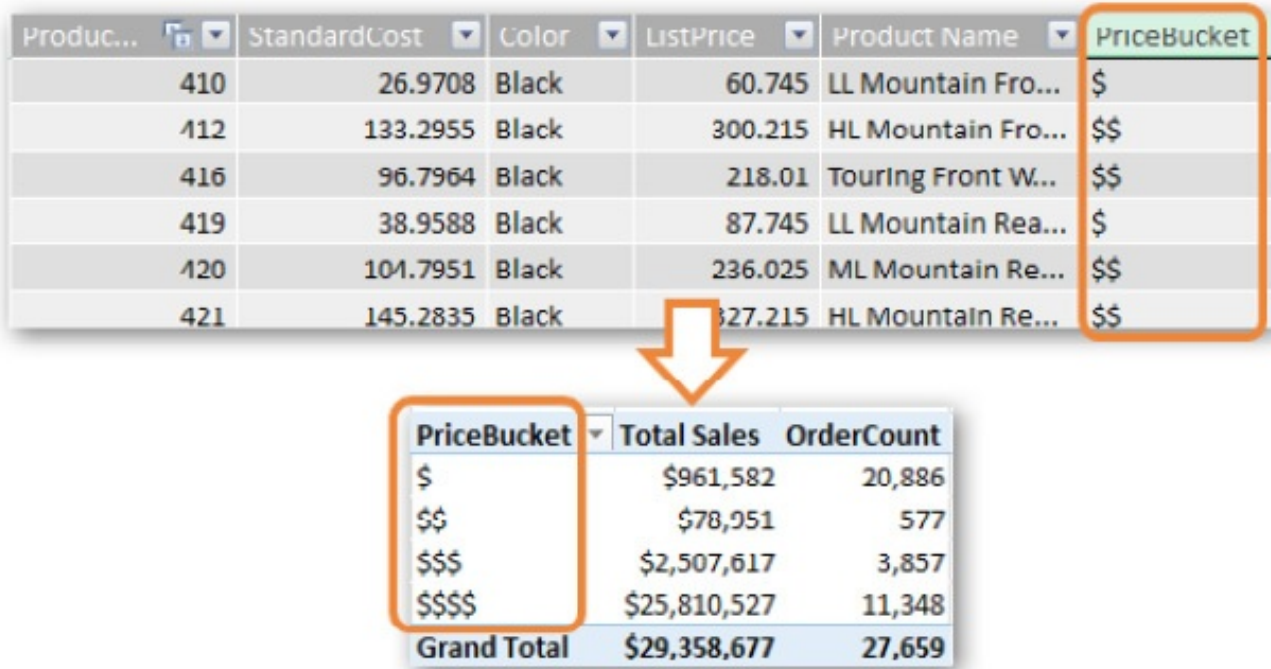 Produc... StandardCost Color ListPrice Product Name PriceBucket
410 26.9708 Black 60.745 LL Mountain Fro... $
412 133.2955 Black 300.215 HL Mountain Fro... $$
416 96.7964 Black 218.01 Touring Front W... $$
419 38.9588 Black 87.745 LL Mountain Rea... $
420 104.7951 Black 236.025 ML Mountain Re... $$
421 145.2835 Black 327.215 HL Mountain Re... $$
PriceBucket Total Sales OrderCount
$ $961,582 20,886
$$ $78,951 577
$$$ $2,507,617 3,857
$$$$ $25,810,527 11,348
Grand Total $29,358,677 27,659